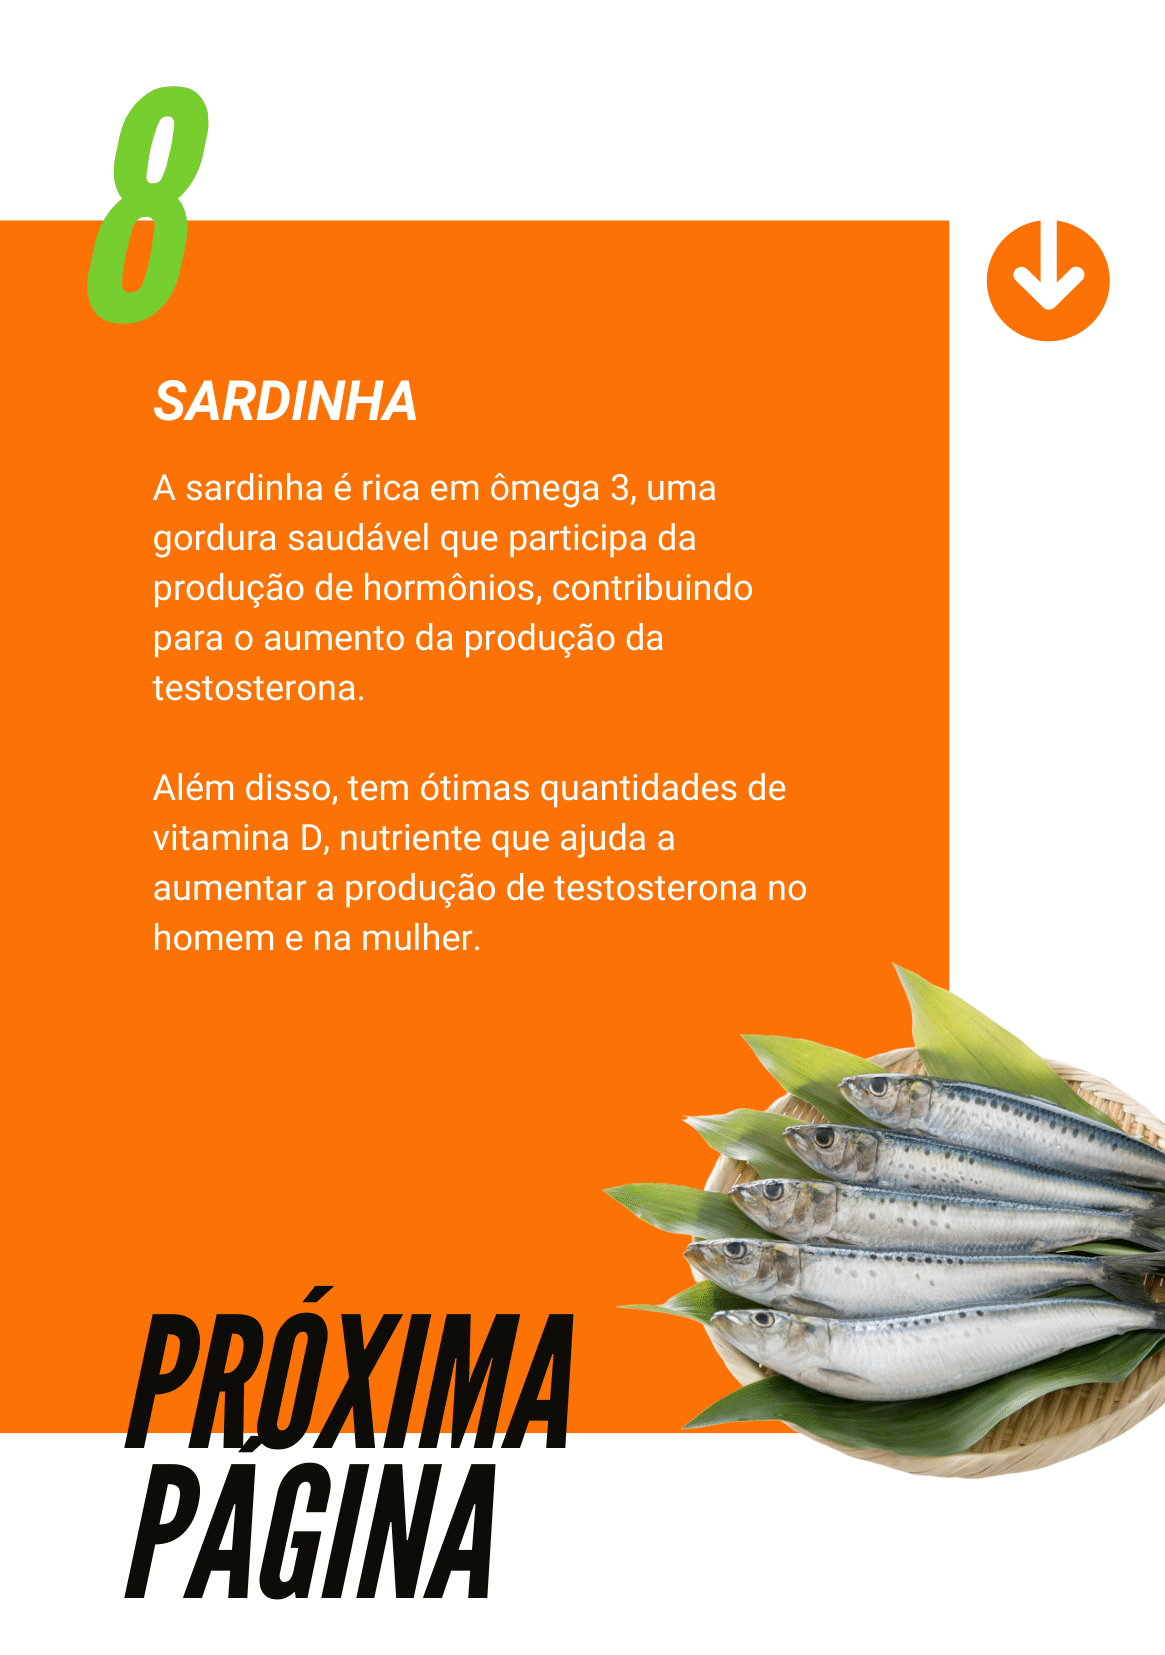 8
SARDINHA
A sardinha é rica em ômega 3, uma
gordura saudável que participa da
produção de hormônios, contribuindo
para o aumento da produção da
testosterona.
Além disso, tem ótimas quantidades de
vitamina D, nutriente que ajuda a
aumentar a produção de testosterona no
homem e na mulher.
PRÓXIMA
PÁGINA